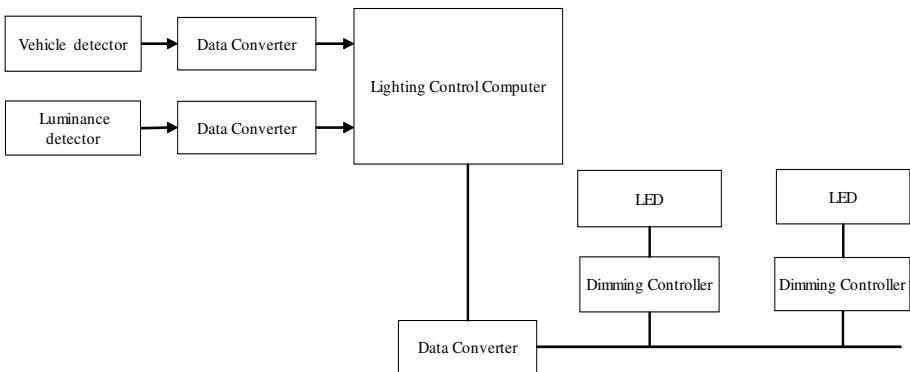 Vehicle detector
Data Converter
Lighting Control Computer
Luminance
detector
Data Converter
LED
LED
Dimming Controller
Dimming Controller
Data Converter